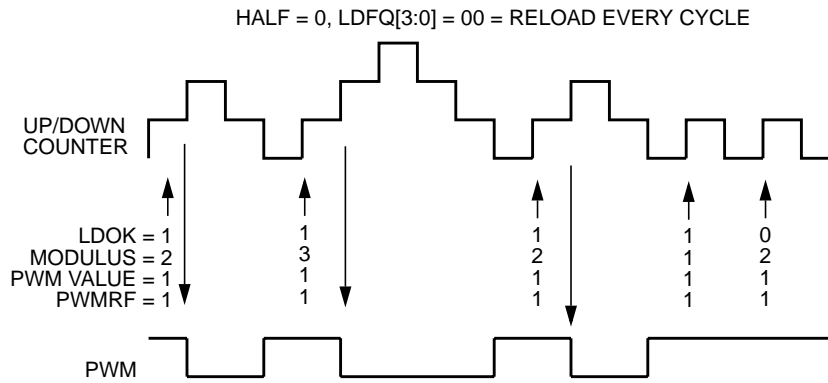 HALF = 0, LDFQ[3:0] = 00 = RELOAD EVERY CYCLE
UP/DOWN
COUNTER
LDOK = 1 1 1 1 0
MODULUS = 2 3 2 1 2
PWM VALUE = 1 1 1 1 1
PWMRF = 1 1 1 1 1
PWM